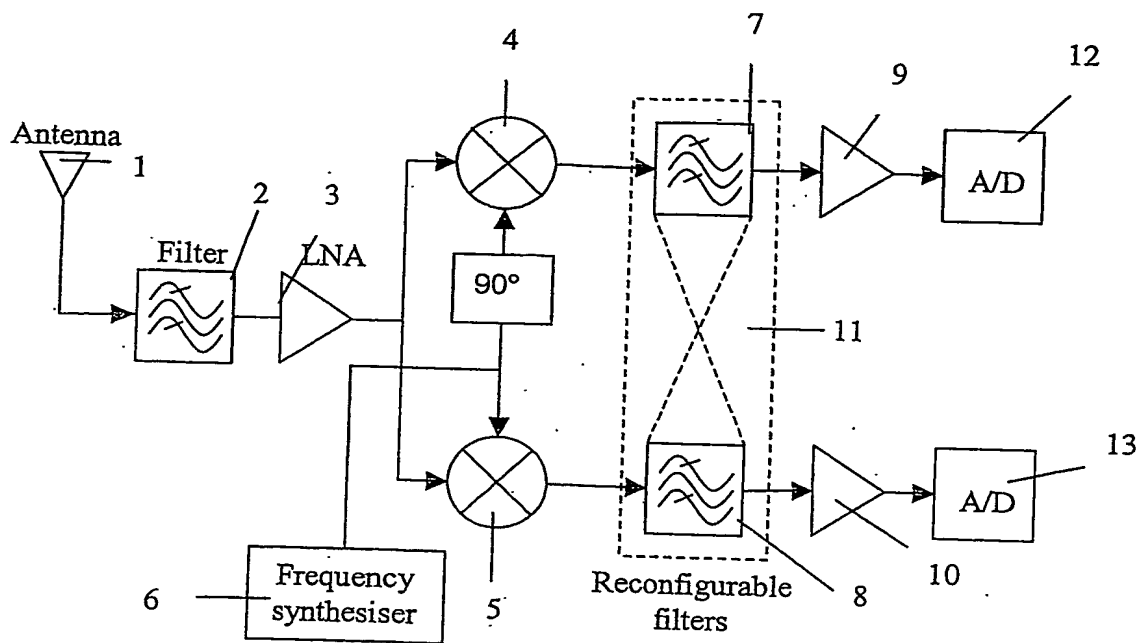 4
7
9
12
Antenna
1
2
3
A/D
Filter
LNA
90°
11
13
A/D
6
Frequency
synthesiser
5
Reconfigurable
filters
8
10